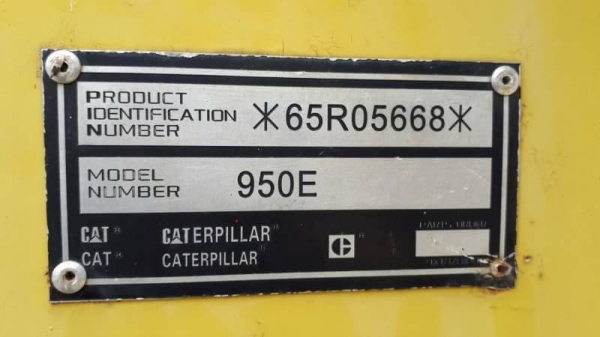 PRODUCT
IDENTIFICATION
NUMBER
*65R05668*
MODEL
NUMBER
950E
CAT® CATERPILLAR®
CAT® CATERPILLAR®
C